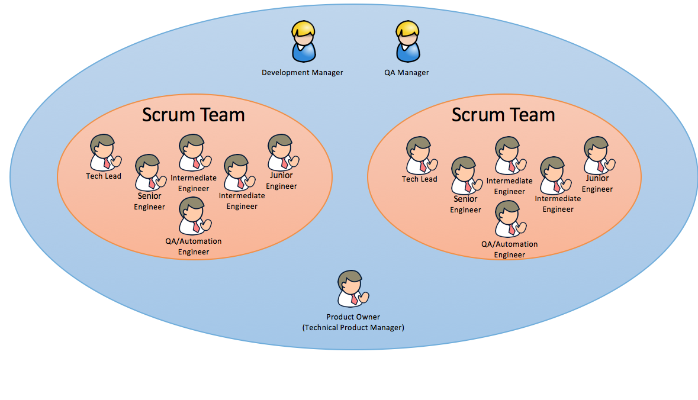 Development Manager
QA Manager
Scrum Team
Tech Lead
Senior
Engineer
Intermediate
Engineer
Intermediate
Engineer
Junior
Engineer
QA/Automation
Engineer
Scrum Team
Tech Lead
Senior
Engineer
Intermediate
Engineer
Intermediate
Engineer
Junior
Engineer
QA/Automation
Engineer
Product Owner
(Technical Product Manager)